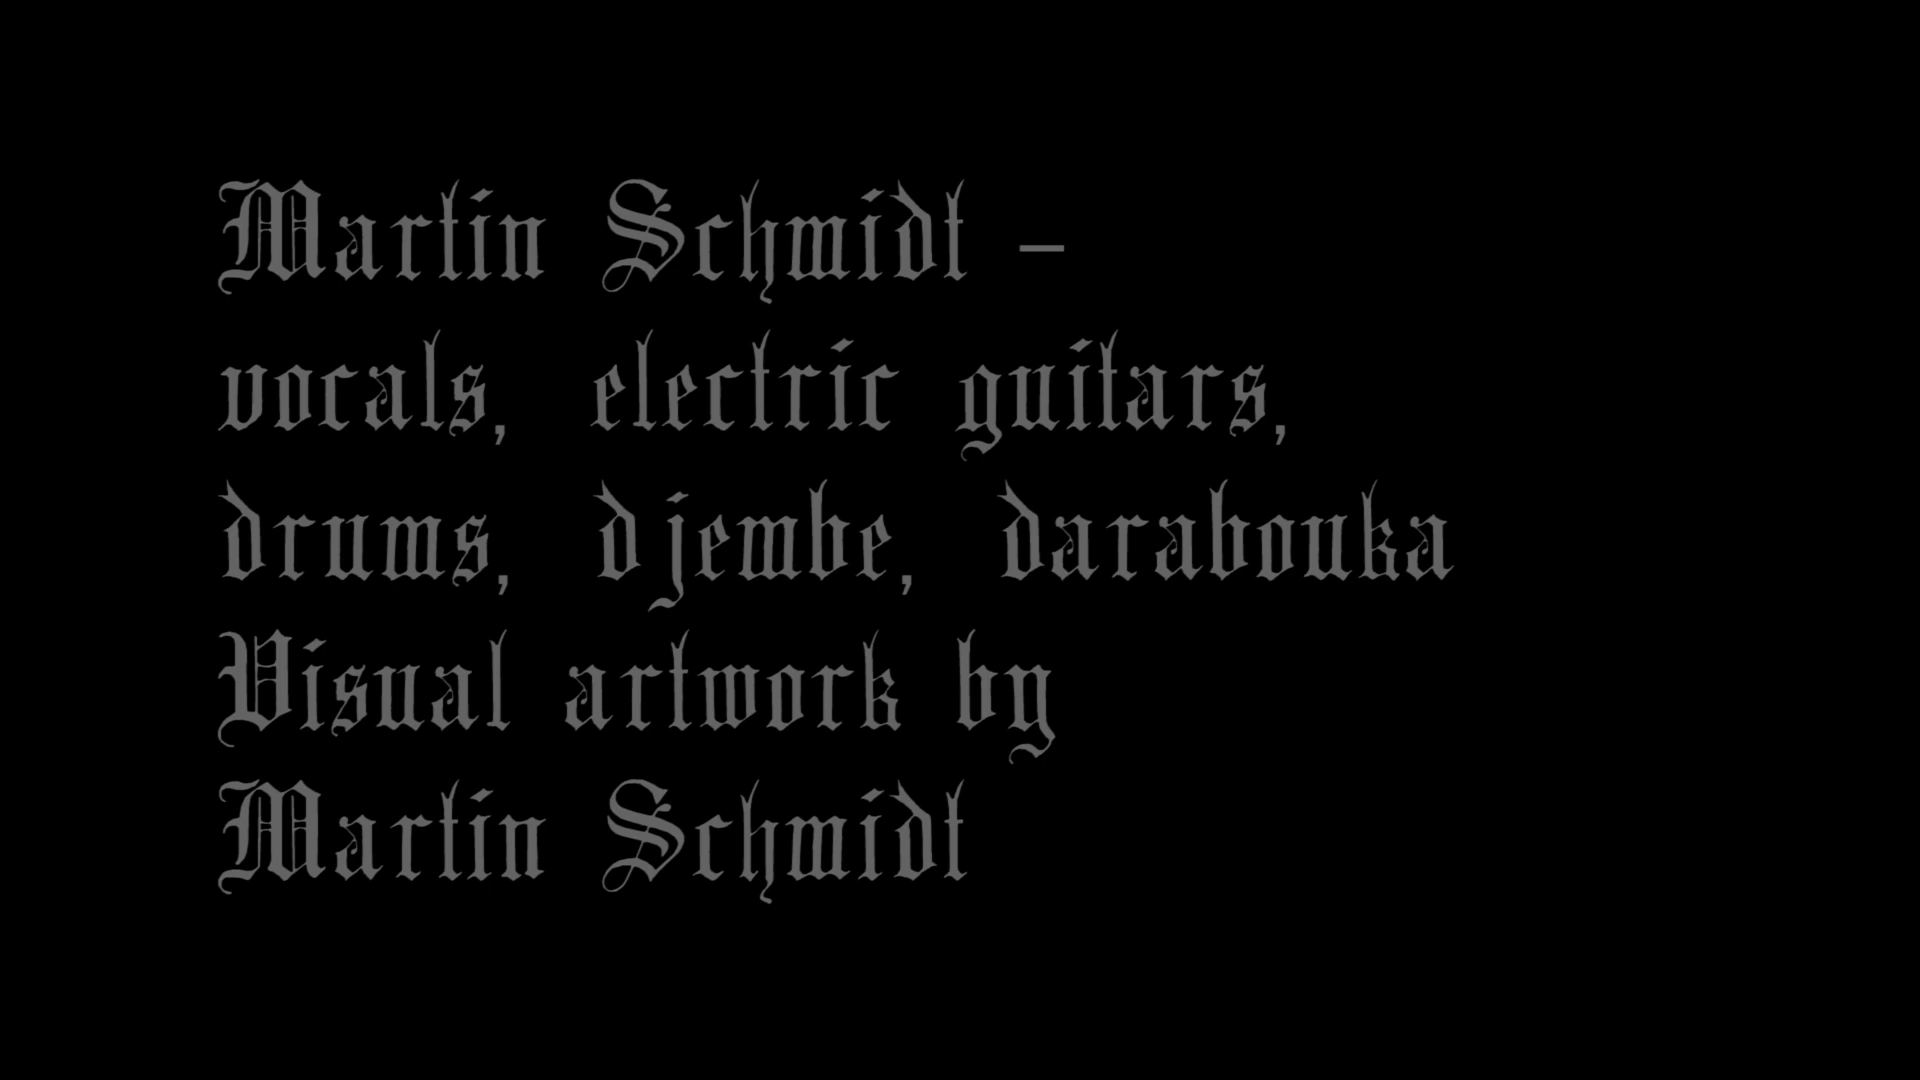 Martin Schmidt –
vocals, electric guitars,
drums, djembe, darabouka
Visual artwork by
Martin Schmidt